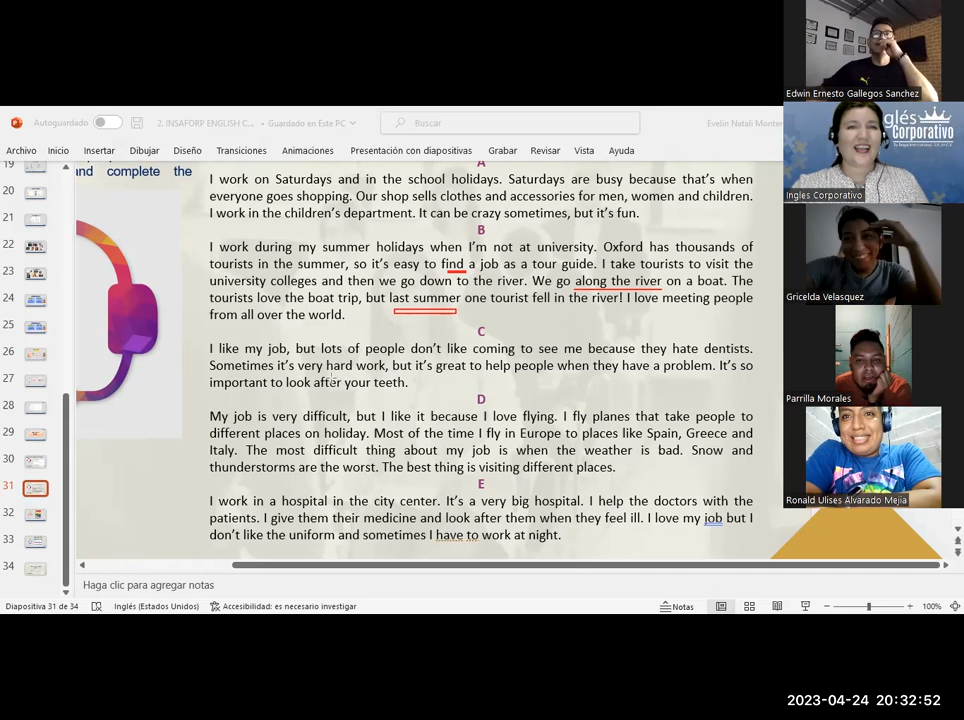 Edwin Ernesto Gallegos Sanchez
Autoguardado
2. INSAFORP ENGLISH C... • Guardado en Este PC
Buscar
Evelin Natali Monter
Archivo Inicio Insertar Dibujar Diseño Transiciones Animaciones Presentación con diapositivas Grabar Revisar Vista Ayuda
glés
Corporativo
Ingles Corporativo
and complete the
A
I work on Saturdays and in the school holidays. Saturdays are busy because that's when
everyone goes shopping. Our shop sells clothes and accessories for men, women and children.
I work in the children's department. It can be crazy sometimes, but it's fun.
B
I work during my summer holidays when I'm not at university. Oxford has thousands of
tourists in the summer, so it's easy to find a job as a tour guide. I take tourists to visit the
university colleges and then we go down to the river. We go along the river on a boat. The
tourists love the boat trip, but last summer one tourist fell in the river! I love meeting people
from all over the world.
C
I like my job, but lots of people don't like coming to see me because they hate dentists.
Sometimes it's very hard work, but it's great to help people when they have a problem. It's so
important to look after your teeth.
D
My job is very difficult, but I like it because I love flying. I fly planes that take people to
different places on holiday. Most of the time I fly in Europe to places like Spain, Greece and
Italy. The most difficult thing about my job is when the weather is bad. Snow and
thunderstorms are the worst. The best thing is visiting different places.
E
I work in a hospital in the city center. It's a very big hospital. I help the doctors with the
patients. I give them their medicine and look after them when they feel ill. I love my job but I
don't like the uniform and sometimes I have to work at night.
19
20
21
22
23
24
25
26
27
28
29
30
31
32
33
34
Gricelda Velasquez
Parrilla Morales
Ronald Ulises Alvarado Mejia
Haga clic para agregar notas
Diapositiva 31 de 34 Inglés (Estados Unidos) Accesibilidad: es necesario investigar Notas 100%
2023-04-24 20:32:52